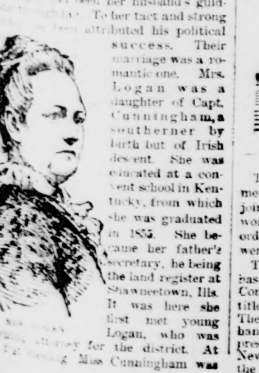 her husband's guid-
To her tact and strong
attributed his political
success. Their
marriage was a ro-
mantic one. Mrs.
Logan was a
daughter of Capt.
Cunningham, a
southerner by
birth but of Irish
descent. She was
educated at a con-
vent school in Ken-
tucky, from which
she was graduated
in 1855. She be-
came her father's
secretary, he being
the land register at
Shawneetown, Ills.
It was here she
first met young
Logan, who was
attorney for the district. At
Miss Cunningham was